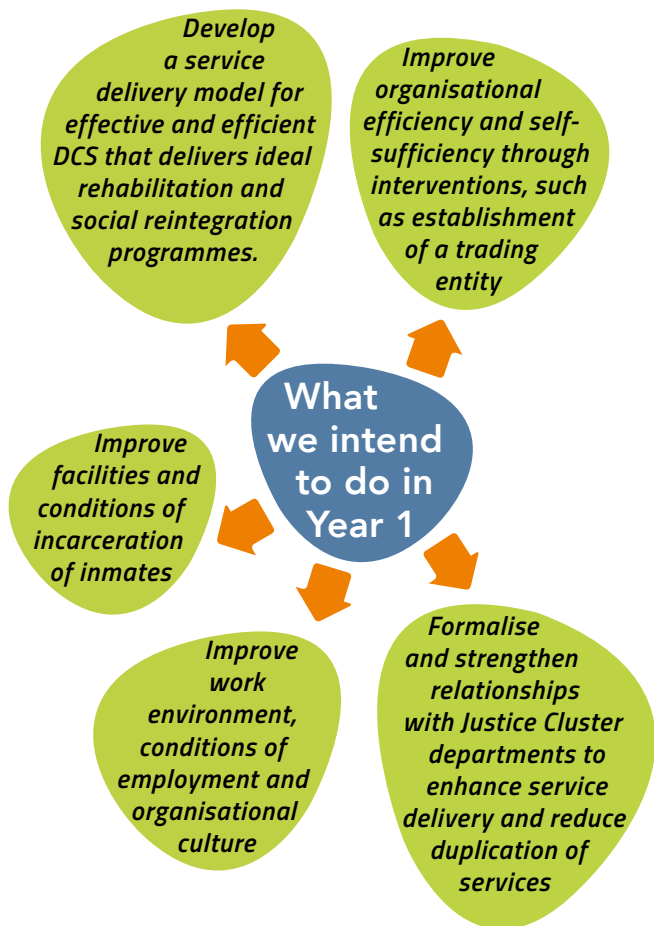 Develop
a service
delivery model for
effective and efficient
DCS that delivers ideal
rehabilitation and
social reintegration
programmes.
Improve
organisational
efficiency and self-
sufficiency through
interventions, such
as establishment
of a trading
entity
What
we intend
to do in
Year 1
Improve
facilities and
conditions of
incarceration
of inmates
Improve
work
environment,
conditions of
employment and
organisational
culture
Formalise
and strengthen
relationships
with Justice Cluster
departments to
enhance service
delivery and reduce
duplication of
services